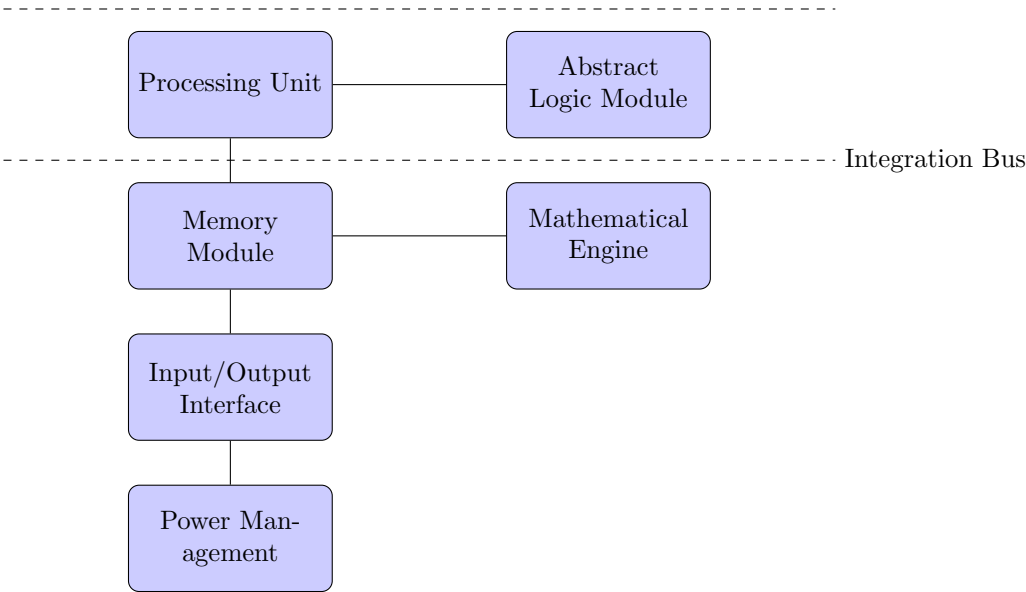 Processing Unit
Abstract
Logic Module
Integration Bus
Memory
Module
Mathematical
Engine
Input/Output
Interface
Power Man-
agement